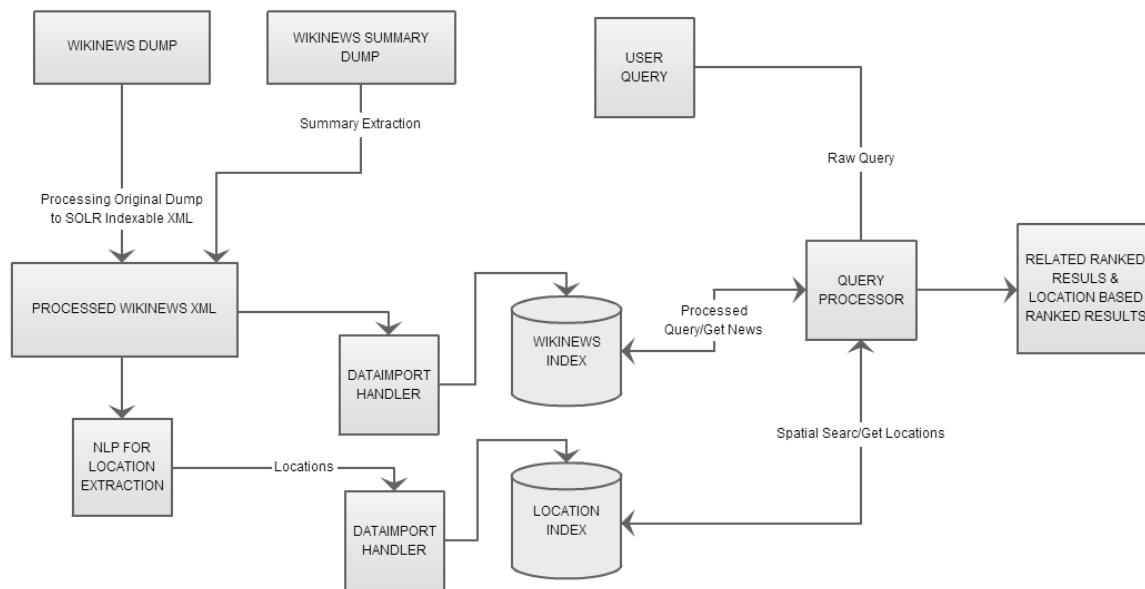 WIKINEWS DUMP
WIKINEWS SUMMARY
DUMP
USER
QUERY
Summary Extraction
Raw Query
Processing Original Dump
to SOLR Indexable XML
PROCESSED WIKINEWS XML
DATAIMPORT
HANDLER
WIKINEWS
INDEX
Processed
Query/Get News
QUERY
PROCESSOR
RELATED RANKED
RESULS &
LOCATION BASED
RANKED RESULTS
NLP FOR
LOCATION
EXTRACTION
Locations
DATAIMPORT
HANDLER
LOCATION
INDEX
Spatial Searc/Get Locations